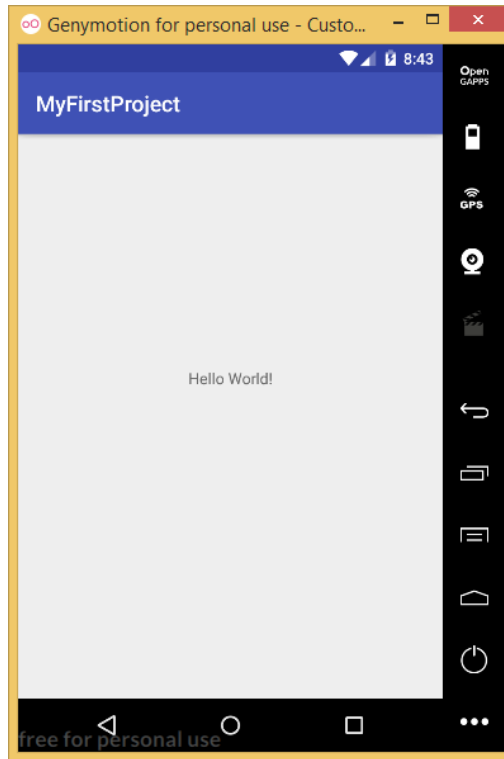 Genymotion for personal use - Custo...
8:43
Open
GAPPS
MyFirstProject
GPS
Hello World!
free for personal use